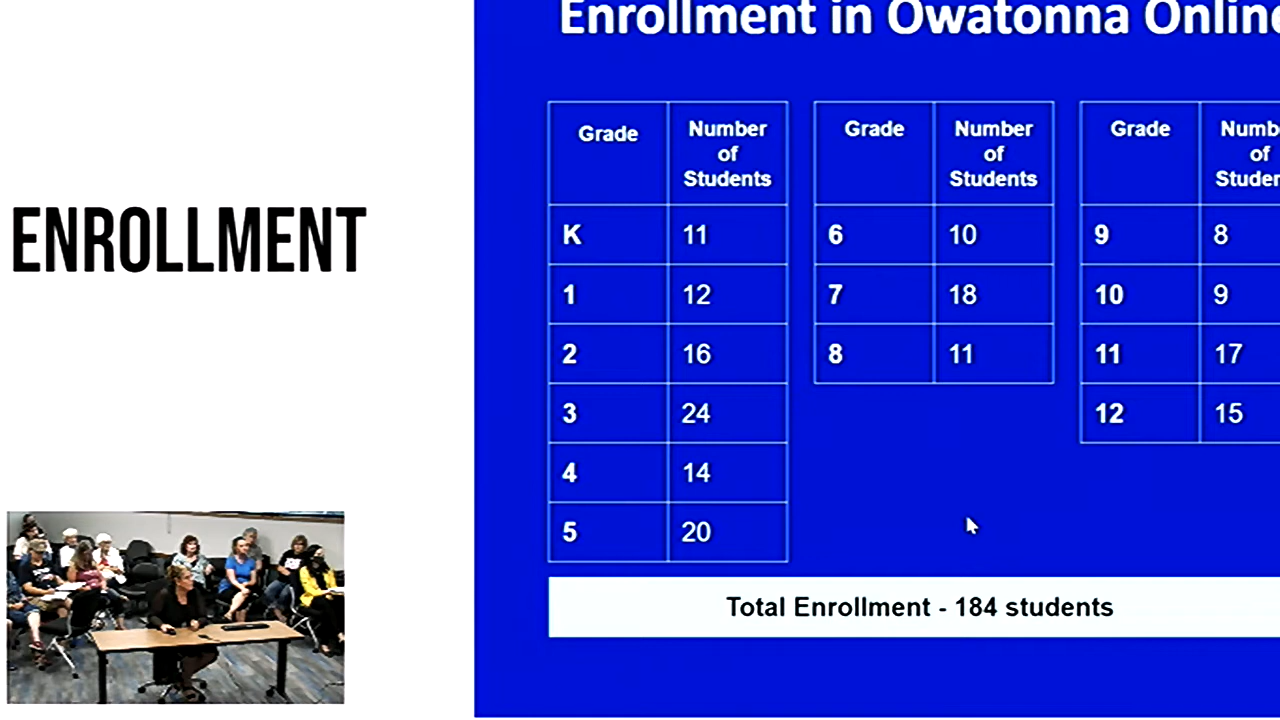 Enrollment in Owatonna Online
ENROLLMENT
Grade Number of Students
K 11
1 12
2 16
3 24
4 14
5 20
Grade Number of Students
6 10
7 18
8 11
Grade
9 8
10 9
11 17
12 15
Total Enrollment - 184 students